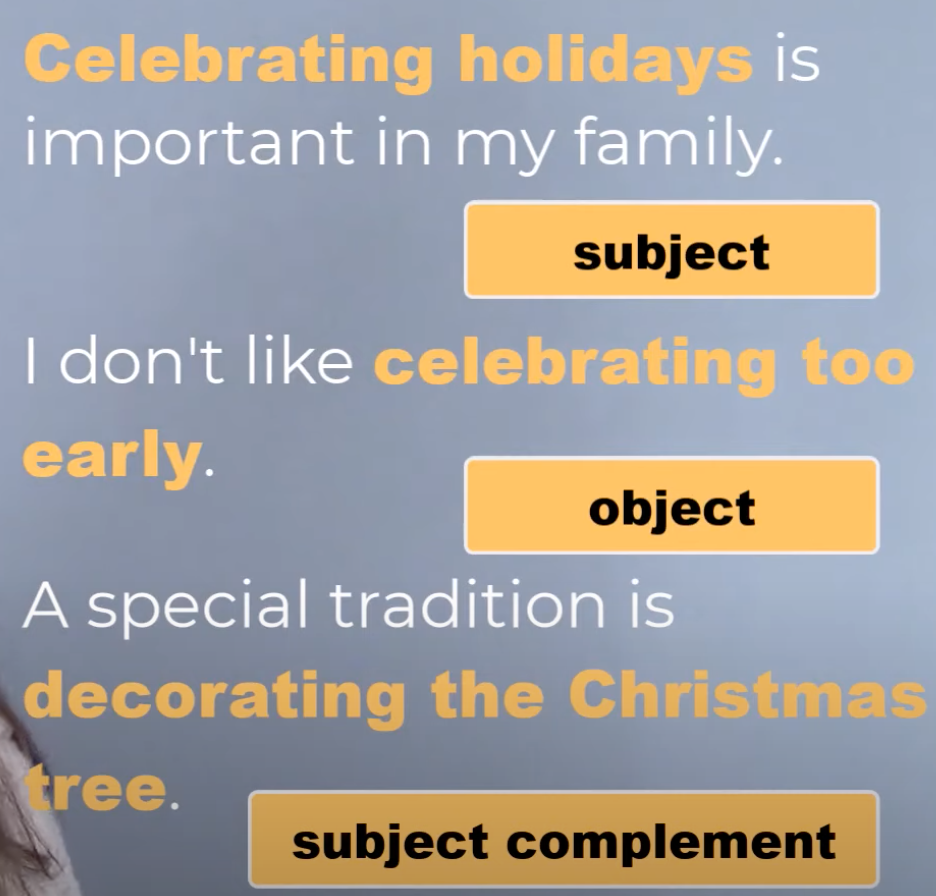 Celebrating holidays is
important in my family.
subject
I don't like celebrating too
early.
object
A special tradition is
decorating the Christmas
tree.
subject complement